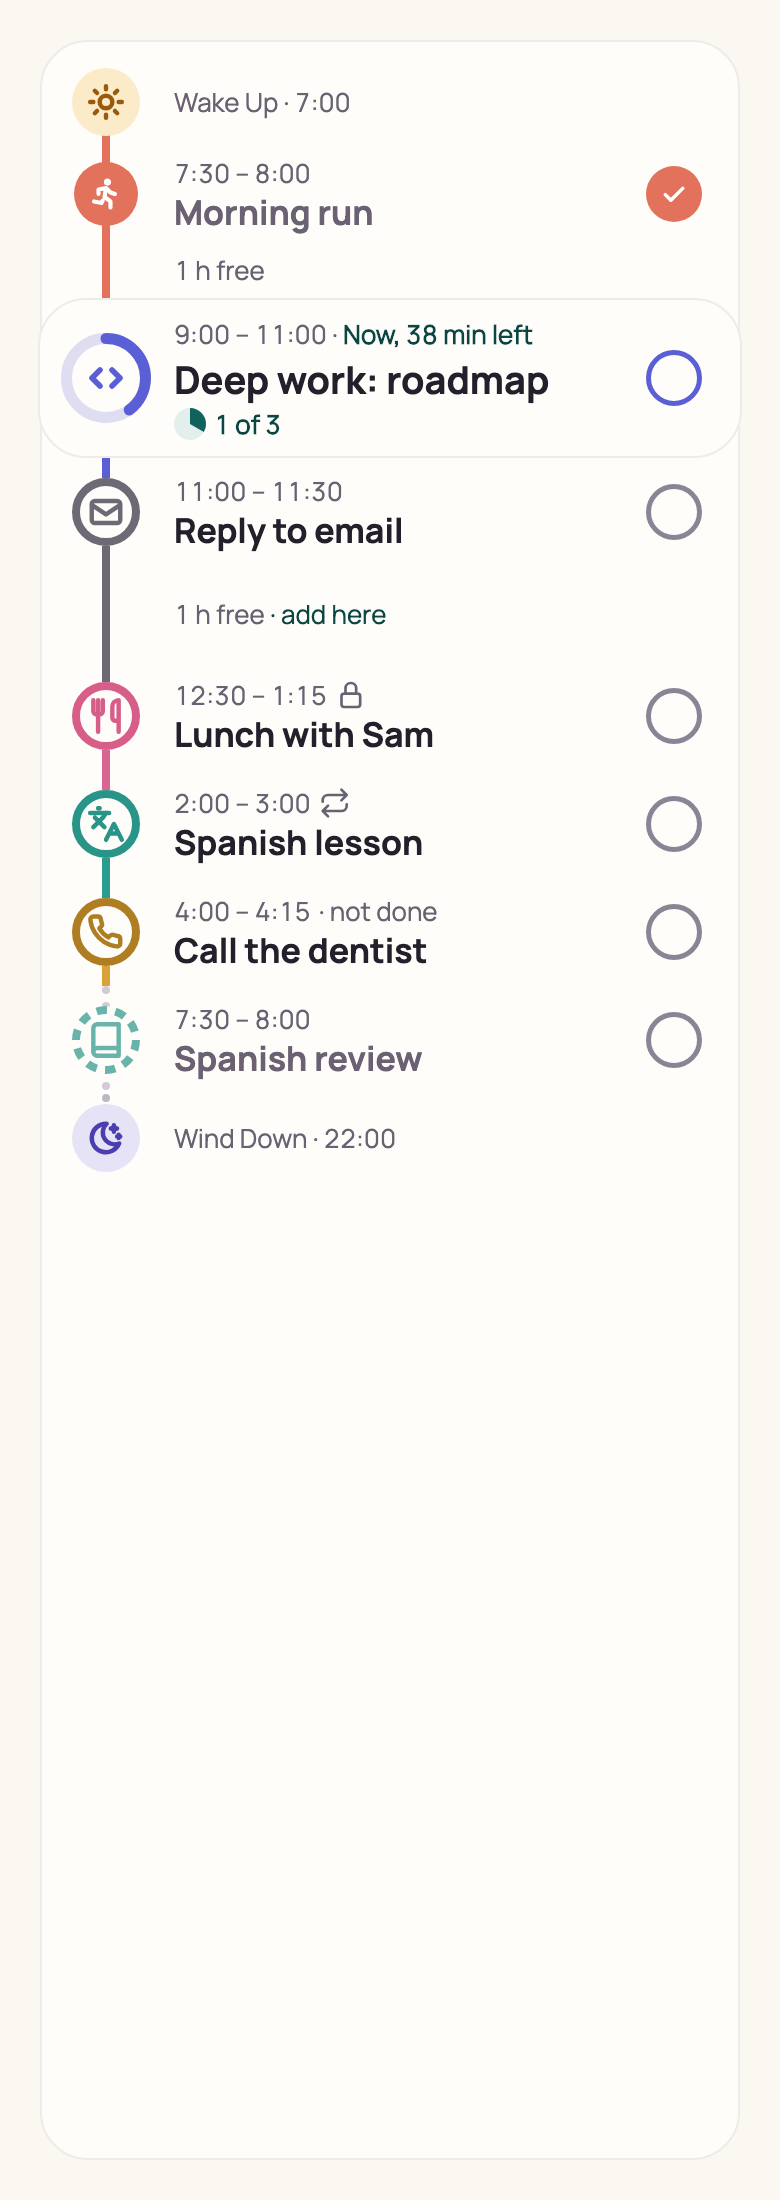 Wake Up · 7:00
7:30 – 8:00
Morning run
1 h free
9:00 – 11:00 · Now, 38 min left
Deep work: roadmap
1 of 3
11:00 – 11:30
Reply to email
1 h free · add here
12:30 – 1:15
Lunch with Sam
2:00 – 3:00
Spanish lesson
4:00 – 4:15 · not done
Call the dentist
7:30 – 8:00
Spanish review
Wind Down · 22:00